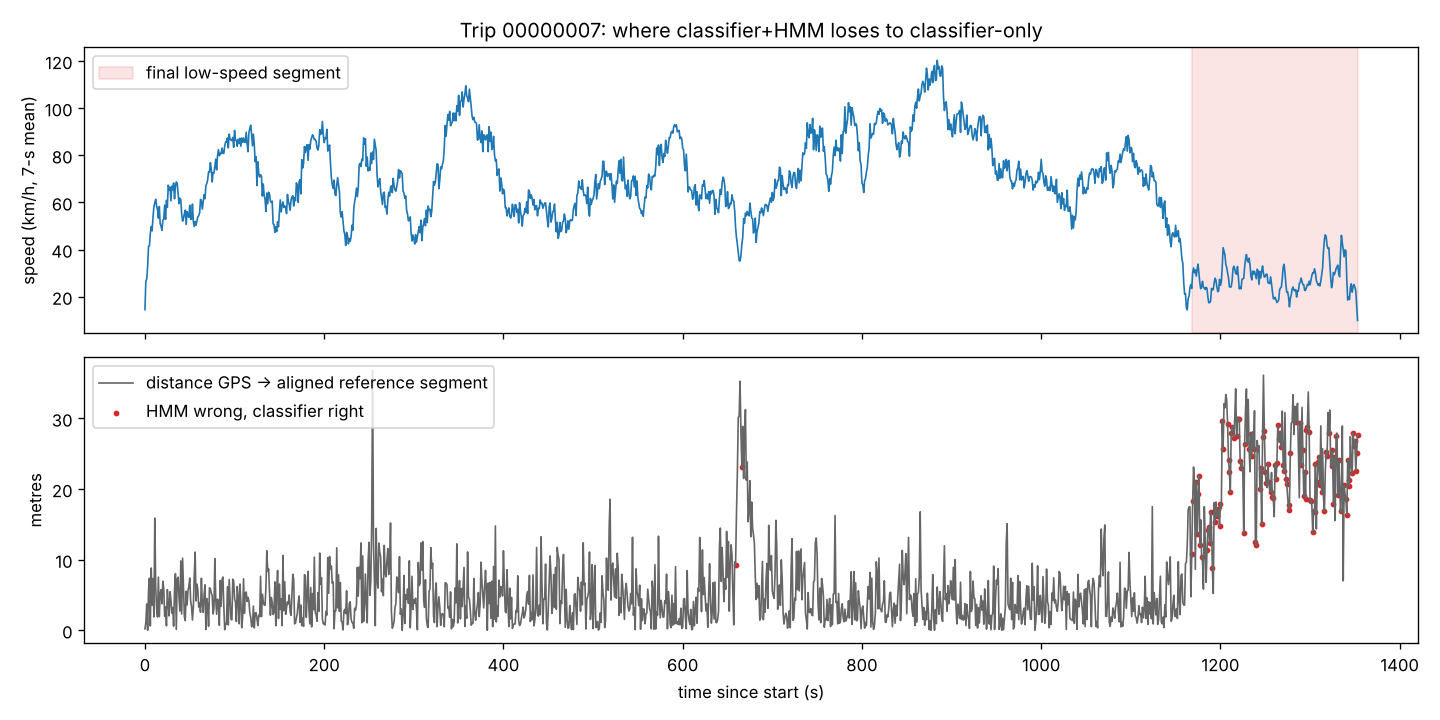 Trip 00000007: where classifier+HMM loses to classifier-only
speed (km/h, 7-s mean)
120
100
80
60
40
20
final low-speed segment
metres
30
20
10
0
distance GPS → aligned reference segment
HMM wrong, classifier right
0 200 400 600 800 1000 1200 1400
time since start (s)